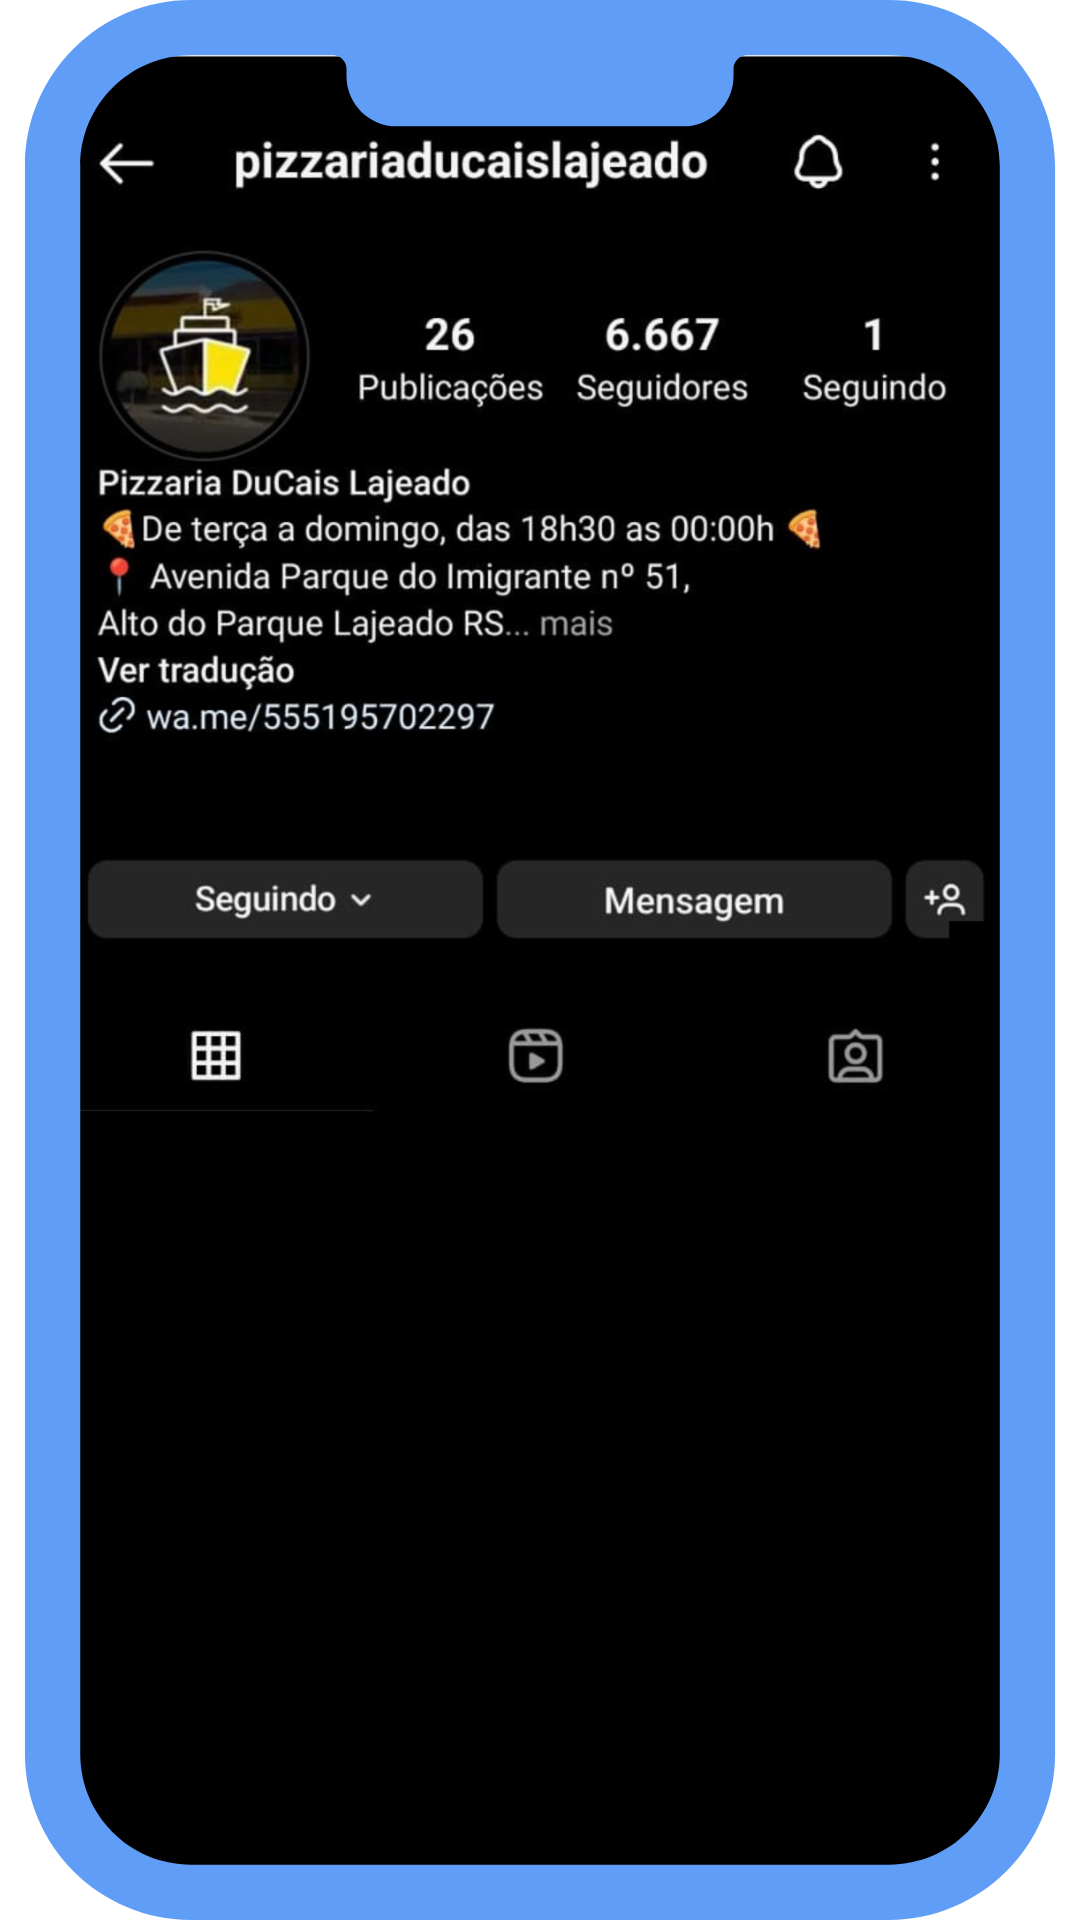 pizzariaducaislajeado
26 6.667 1
Publicações Seguidores Seguindo
Pizzaria DuCais Lajeado
🍕De terça a domingo, das 18h30 as 00:00h 🍕
📍 Avenida Parque do Imigrante nº 51,
Alto do Parque Lajeado RS... mais
Ver tradução
wa.me/555195702297
Seguindo Mensagem